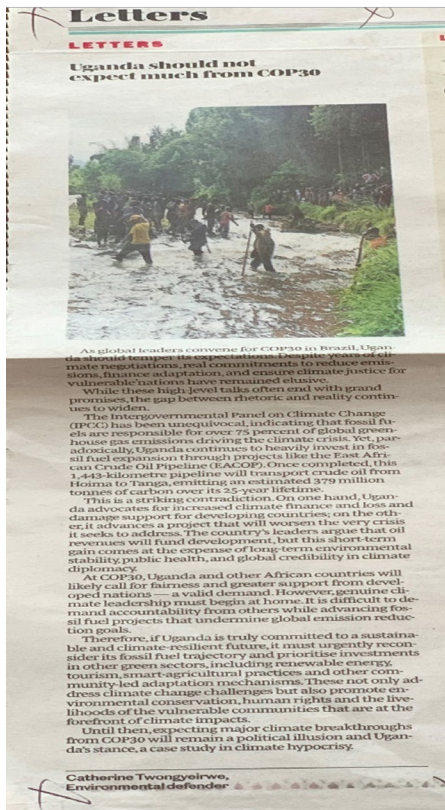 Letters
LETTERS
Uganda should not
expect much from COP30
As global leaders convene for COP30 in Brazil, Ugan-
da should temper its expectations. Despite years of cli-
mate negotiations, real commitments to reduce emis-
sions, finance adaptation, and ensure climate justice for
vulnerable nations have remained elusive.
While these high-level talks often end with grand
promises, the gap between rhetoric and reality contin-
ues to widen.
The Intergovernmental Panel on Climate Change
(IPCC) has been unequivocal, indicating that fossil fu-
els are responsible for over 75 percent of global green-
house gas emissions driving the climate crisis. Yet, par-
adoxically, Uganda continues to heavily invest in fos-
sil fuel expansion through projects like the East Afri-
can Crude Oil Pipeline (EACOP). Once completed, this
1,443-kilometre pipeline will transport crude oil from
Hoima to Tanga, emitting an estimated 379 million
tonnes of carbon over its 25-year lifetime.
This is a striking contradiction. On one hand, Ugan-
da advocates for increased climate finance and loss and
damage support for developing countries; on the oth-
er, it advances a project that will worsen the very crisis
it seeks to address. The country's leaders argue that oil
revenues will fund development, but this short-term
gain comes at the expense of long-term environmental
stability, public health, and global credibility in climate
diplomacy.
At COP30, Uganda and other African countries will
likely call for fairness and greater support from devel-
oped nations — a valid demand. However, genuine cli-
mate leadership must begin at home. It is difficult to de-
mand accountability from others while advancing fos-
sil fuel projects that undermine global emission reduc-
tion goals.
Therefore, if Uganda is truly committed to a sustaina-
ble and climate-resilient future, it must urgently recon-
sider its fossil fuel trajectory and prioritise investments
in other green sectors, including renewable energy,
tourism, smart-agricultural practices and other com-
munity-led adaptation mechanisms. These not only ad-
dress climate change challenges but also promote en-
vironmental conservation, human rights and the live-
lihoods of the vulnerable communities that are at the
forefront of climate impacts.
Until then, expecting major climate breakthroughs
from COP30 will remain a political illusion and Ugan-
da's stance, a case study in climate hypocrisy.
Catherine Twongyeirwe,
Environmental defender